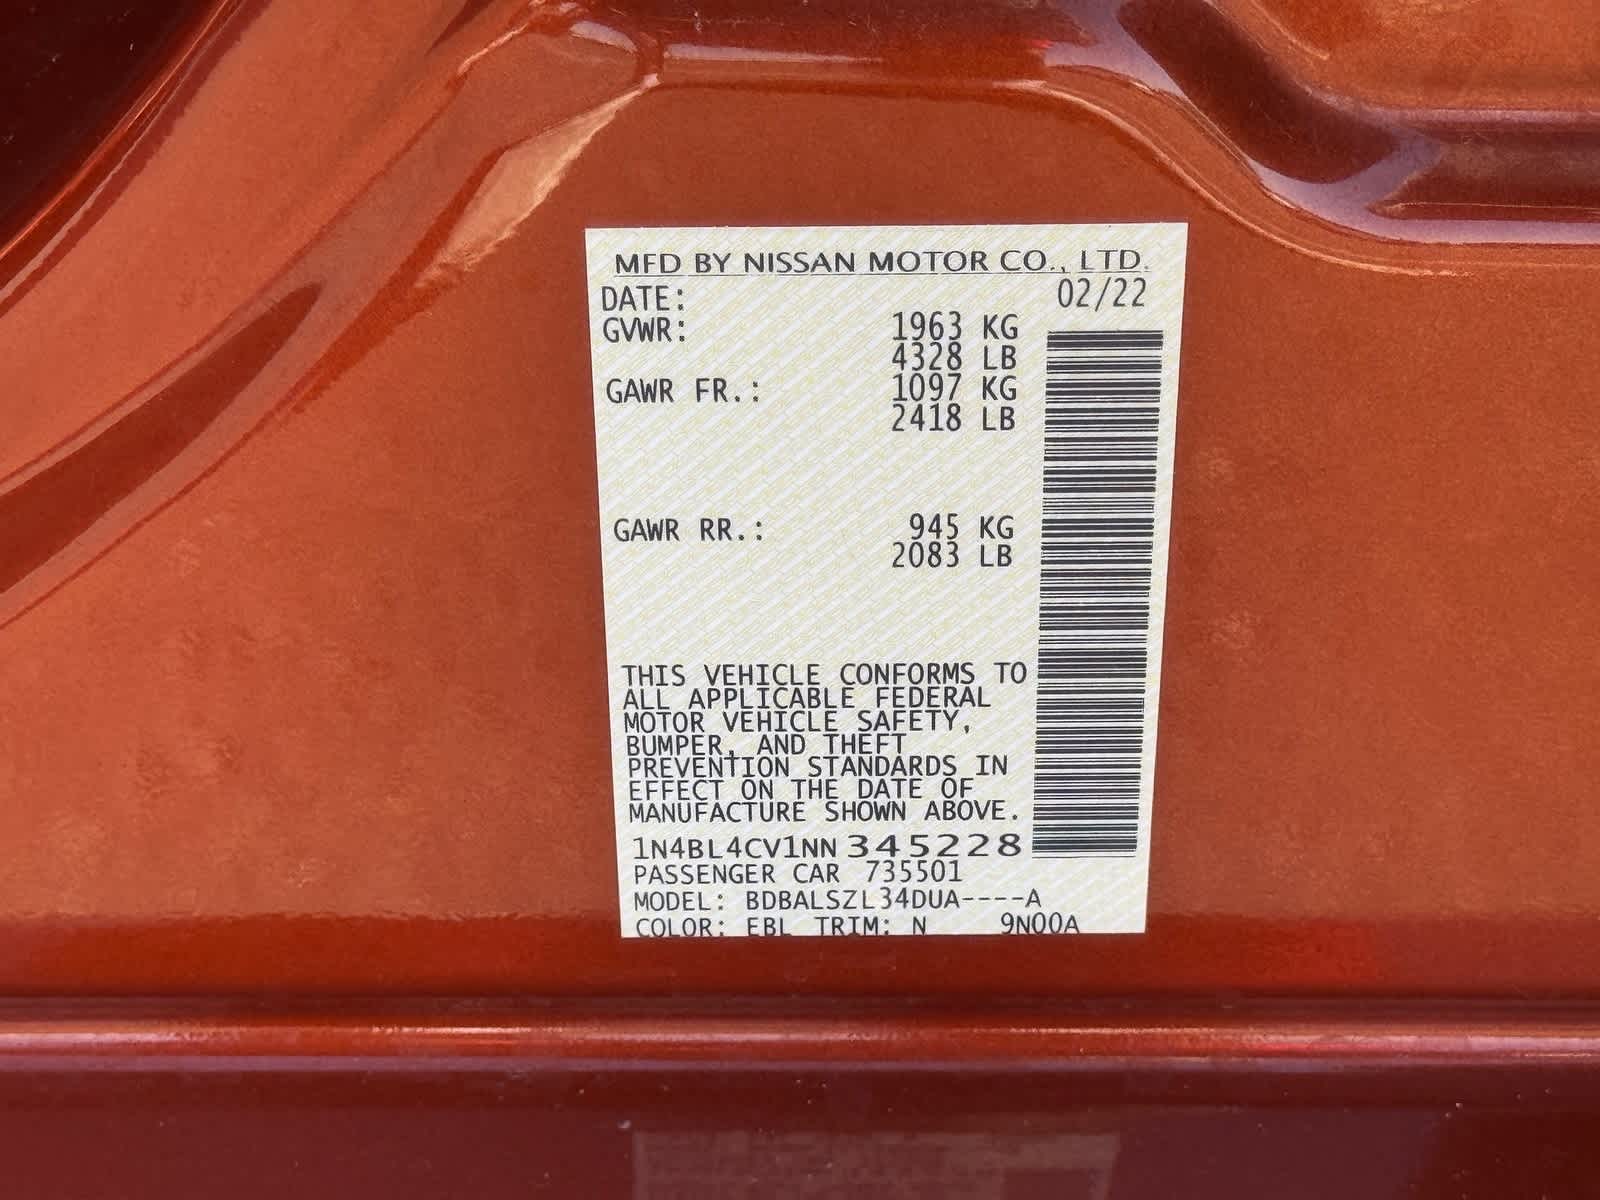 MFD BY NISSAN MOTOR CO., LTD.
DATE: 02/22
GVWR: 1963 KG
4328 LB
GAWR FR.: 1097 KG
2418 LB
GAWR RR.: 945 KG
2083 LB
THIS VEHICLE CONFORMS TO
ALL APPLICABLE FEDERAL
MOTOR VEHICLE SAFETY,
BUMPER, AND THEFT
PREVENTION STANDARDS IN
EFFECT ON THE DATE OF
MANUFACTURE SHOWN ABOVE.
1N4BL4CV1NN345228
PASSENGER CAR 735501
MODEL: BDBALSZL34DUA----A
COLOR: EBL TRIM: N 9N00A